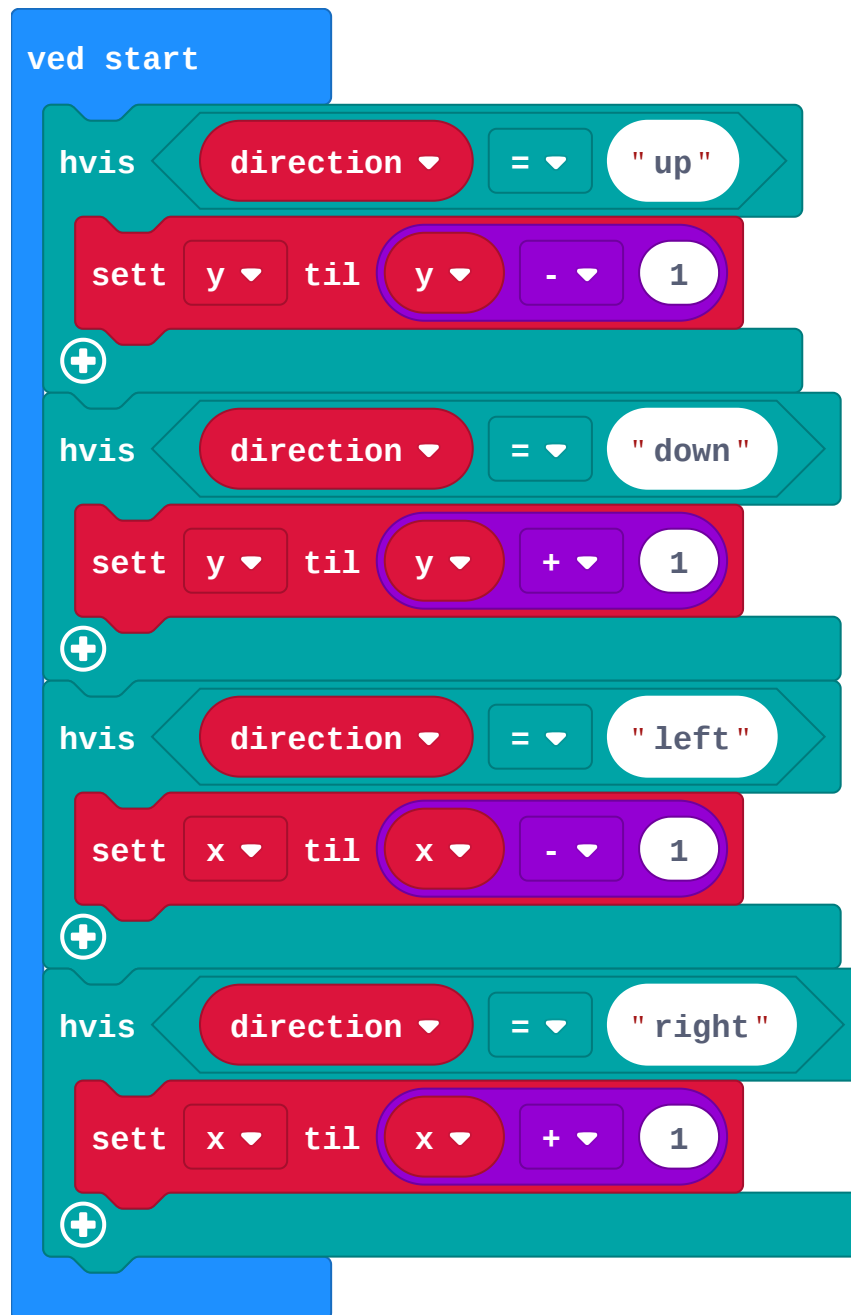 ved start
hvis direction = "up"
sett y til y - 1
hvis direction = "down"
sett y til y + 1
hvis direction = "left"
sett x til x - 1
hvis direction = "right"
sett x til x + 1